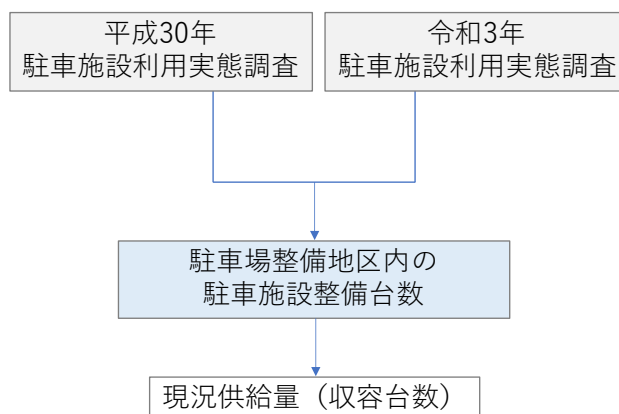 平成30年
駐車施設利用実態調査
令和3年
駐車施設利用実態調査
駐車場整備地区内の
駐車施設整備台数
現況供給量（収容台数）